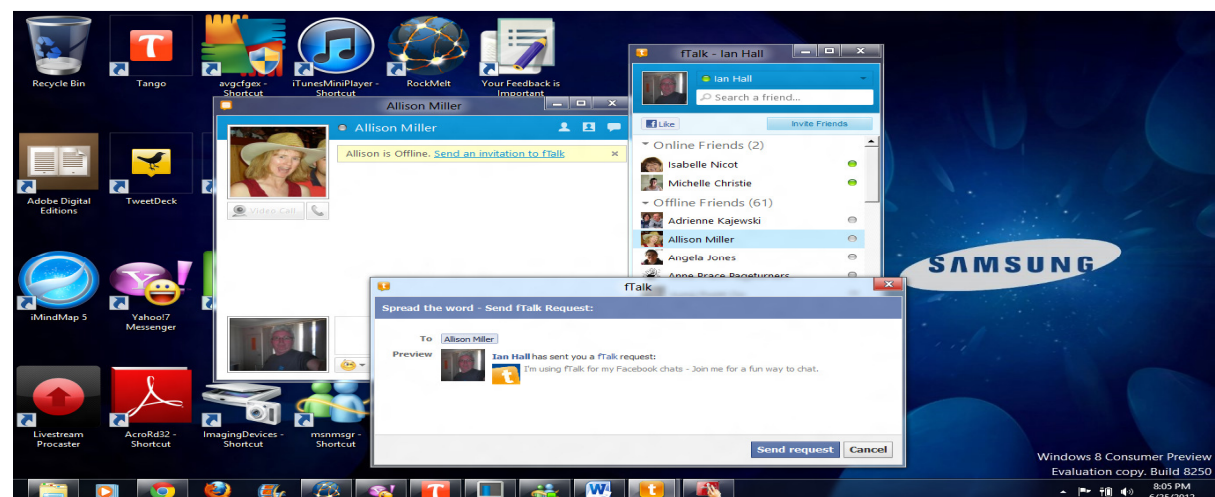 Recycle Bin
Tango
avgcfgex -
Shortcut
iTunesMiniPlayer -
Shortcut
RockMelt
Your Feedback is
Important
Adobe Digital
Editions
TweetDeck
iMindMap 5
Yahoo!7
Messenger
Livestream
Procaster
AcroRd32 -
Shortcut
ImagingDevices -
Shortcut
msnmsgr -
Shortcut
Allison Miller
Allison Miller
Allison is Offline. Send an invitation to fTalk
Video Call
fTalk - Ian Hall
Ian Hall
Search a friend...
Like
Invite Friends
Online Friends (2)
Isabelle Nicot
Michelle Christie
Offline Friends (61)
Adrienne Kajewski
Allison Miller
Angela Jones
Anne Brace Pageturners
fTalk
Spread the word - Send fTalk Request:
To Allison Miller
Preview
Ian Hall has sent you a fTalk request:
I'm using fTalk for my Facebook chats - Join me for a fun way to chat.
Send request Cancel
SAMSUNG
Windows 8 Consumer Preview
Evaluation copy. Build 8250
8:05 PM